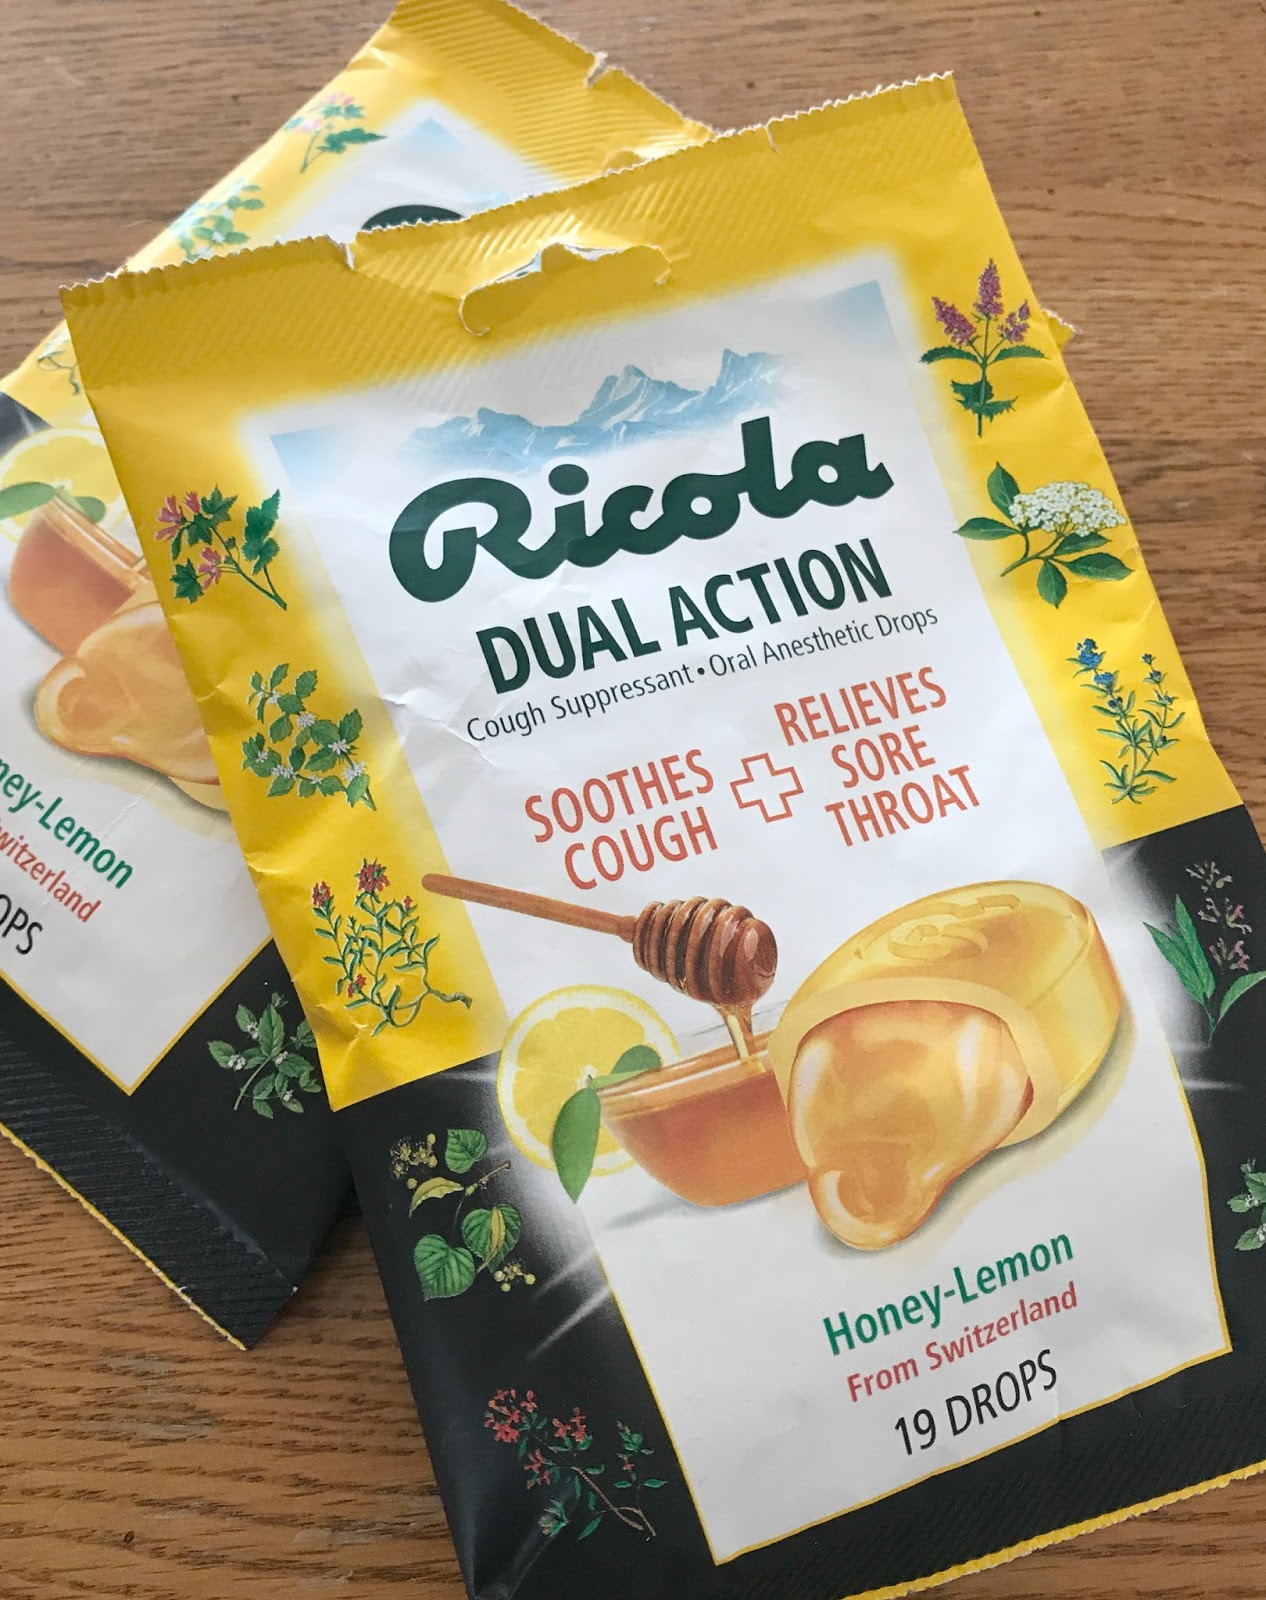 Ricola
DUAL ACTION
Cough Suppressant • Oral Anesthetic Drops
SOOTHES
COUGH
RELIEVES
SORE
THROAT
Honey-Lemon
From Switzerland
19 DROPS
ney-Lemon
witzerland
OPS